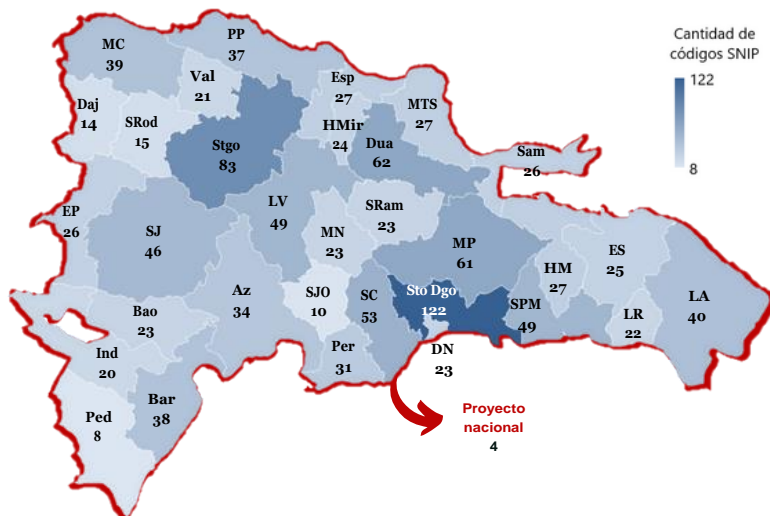 MC
39
PP
37
Val
21
Esp
27
MTS
27
Daj
14
SRod
15
Stgo
83
HMir
24
Dua
62
Sam
26
EP
26
SJ
46
LV
49
MN
23
SRam
23
MP
61
HM
27
ES
25
LA
40
Az
34
SJO
10
SC
53
Sto Dgo
122
SPM
49
LR
22
Bao
23
Ind
20
Per
31
DN
23
Ped
8
Bar
38
Proyecto
nacional
4
Cantidad de
códigos SNIP
122
8